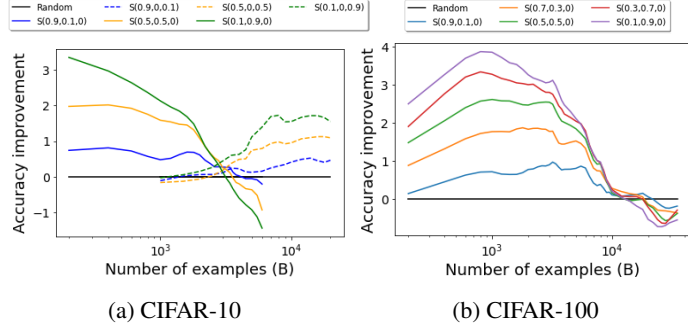 Random S(0.9,0,0.1) S(0.5,0,0.5) S(0.1,0,0.9)
S(0.9,0.1,0) S(0.5,0.5,0) S(0.1,0.9,0)
Accuracy improvement
3
2
1
0
−1
10³ 10⁴
Number of examples (B)
(a) CIFAR-10
Random S(0.7,0.3,0) S(0.3,0.7,0)
S(0.9,0.1,0) S(0.5,0.5,0) S(0.1,0.9,0)
Accuracy improvement
4
3
2
1
0
10³ 10⁴
Number of examples (B)
(b) CIFAR-100